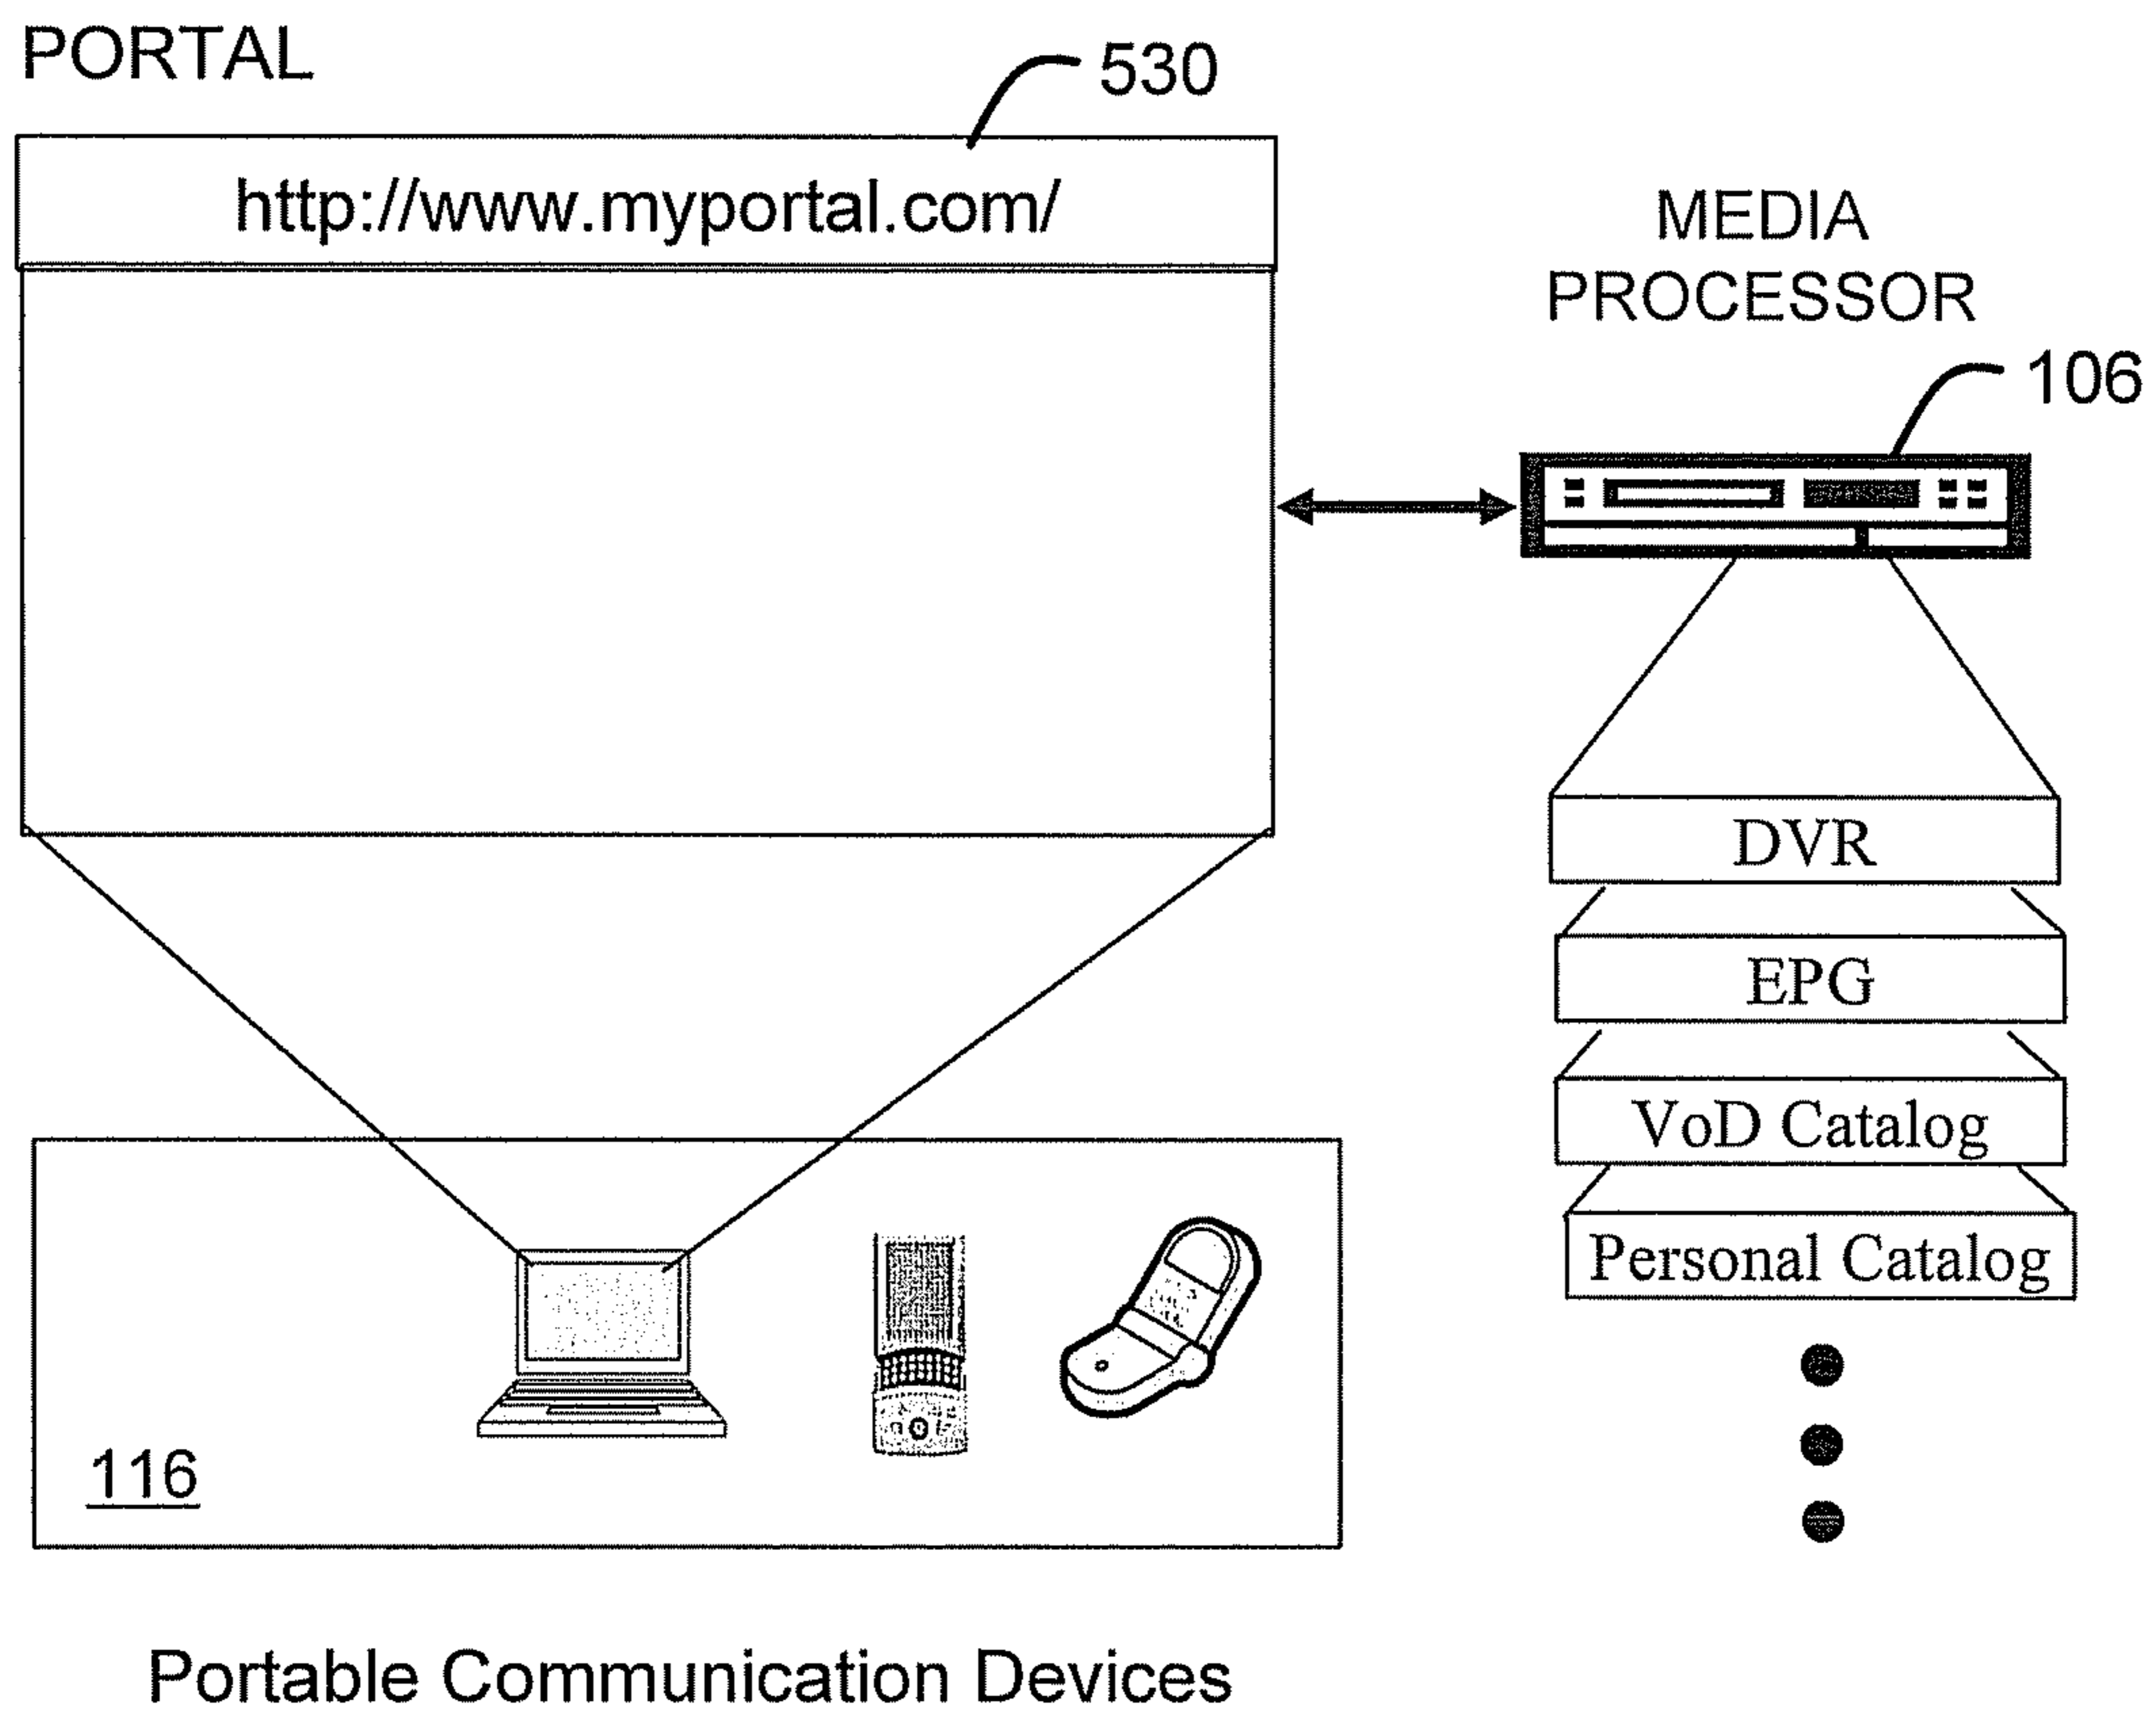 PORTAL
530
http://www.myportal.com/
MEDIA
PROCESSOR
106
DVR
EPG
VoD Catalog
Personal Catalog
116
Portable Communication Devices